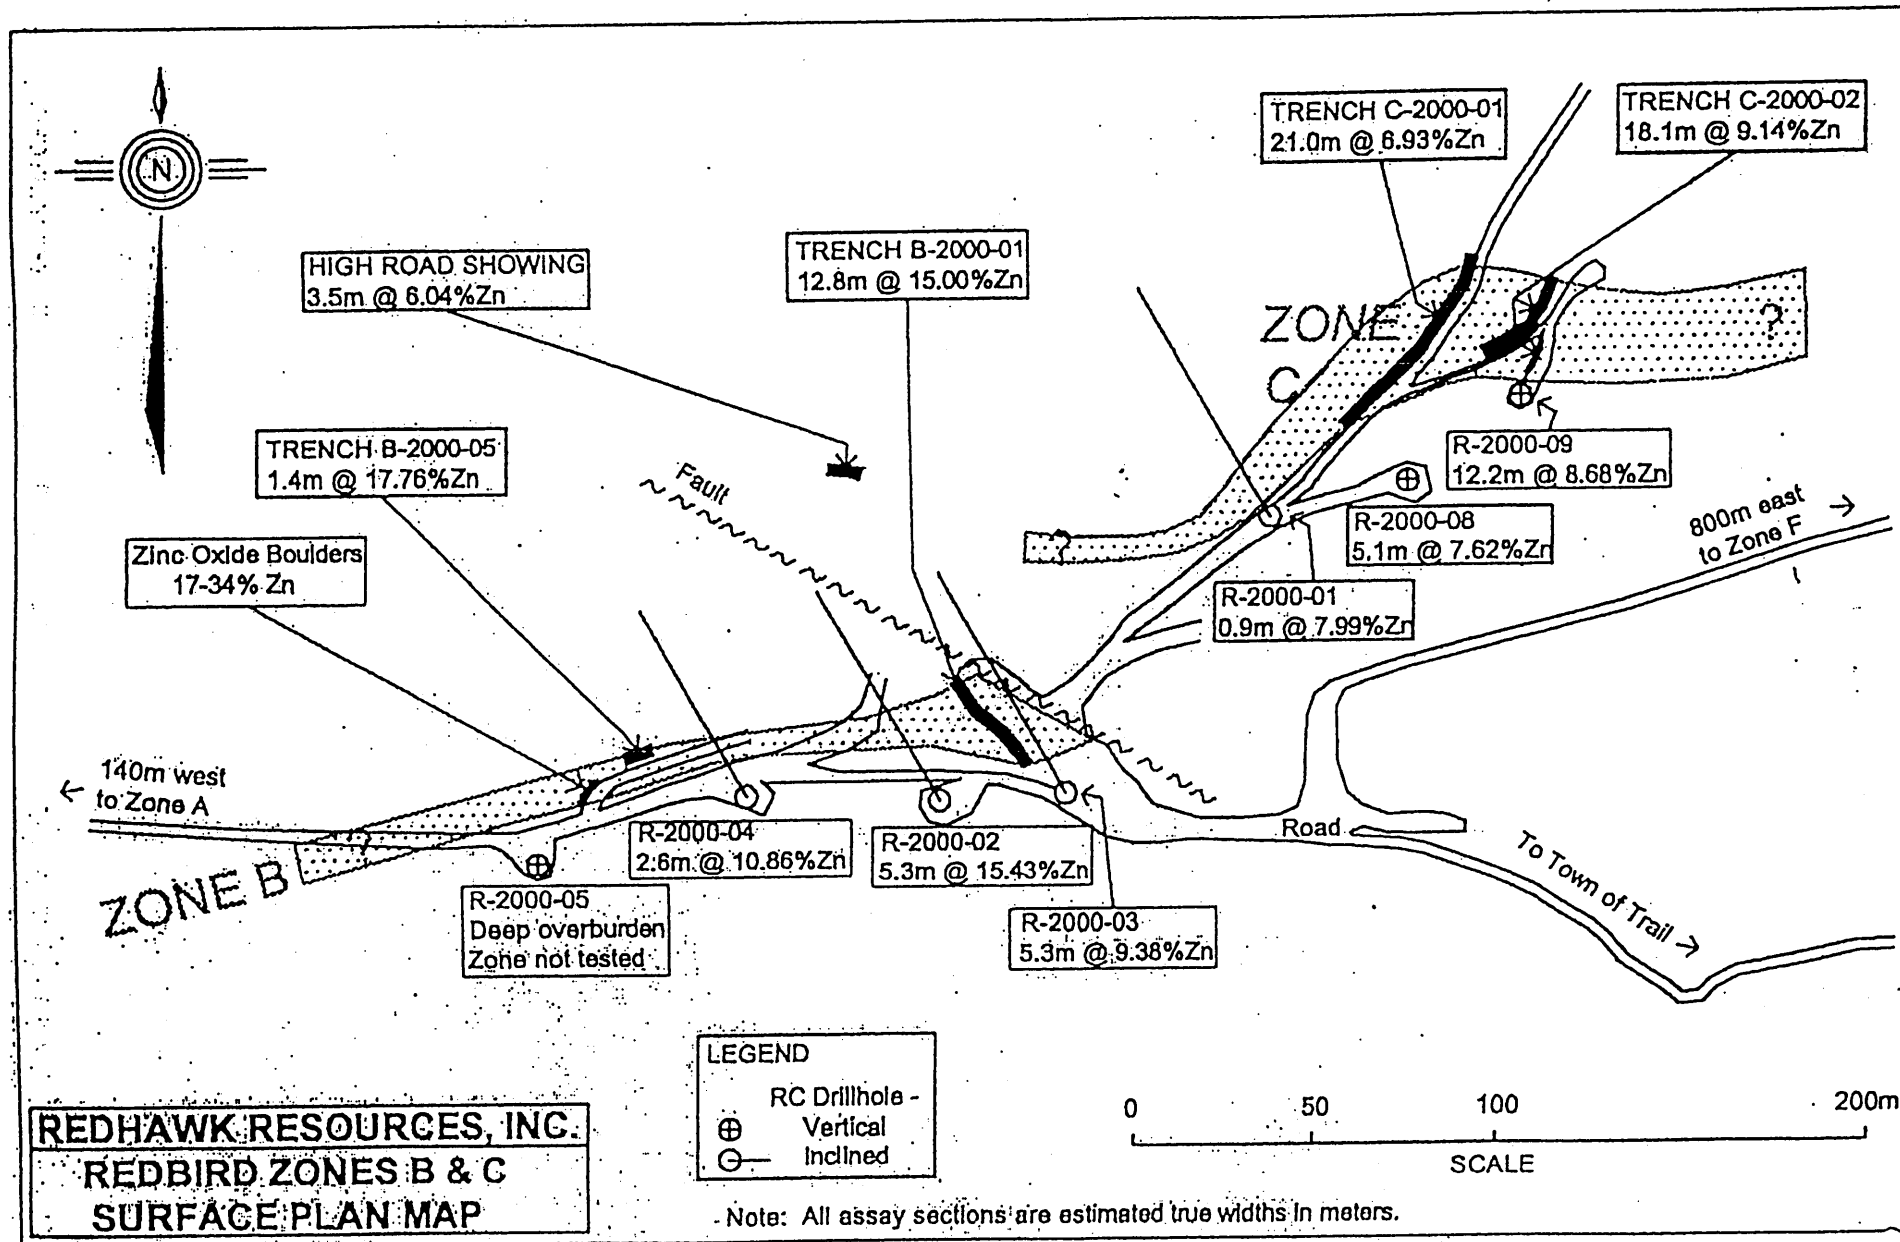 N
TRENCH C-2000-01
21.0m @ 6.93%Zn
TRENCH C-2000-02
18.1m @ 9.14%Zn
TRENCH B-2000-01
12.8m @ 15.00%Zn
HIGH ROAD SHOWING
3.5m @ 6.04%Zn
ZONE
C
?
TRENCH B-2000-05
1.4m @ 17.76%Zn
Fault
R-2000-09
12.2m @ 8.68%Zn
R-2000-08
5.1m @ 7.62%Zn
800m east
to Zone F
?
Zinc Oxide Boulders
17-34% Zn
R-2000-01
0.9m @ 7.99%Zn
140m west
to Zone A
R-2000-04
2.6m @ 10.86%Zn
R-2000-02
5.3m @ 15.43%Zn
Road
To Town of Trail
?
ZONE B
R-2000-05
Deep overburden
Zone not tested
R-2000-03
5.3m @ 9.38%Zn
LEGEND
RC Drillhole -
Vertical
Inclined
0 50 100 200m
SCALE
REDHAWK RESOURCES, INC.
REDBIRD ZONES B & C
SURFACE PLAN MAP
Note: All assay sections are estimated true widths in meters.